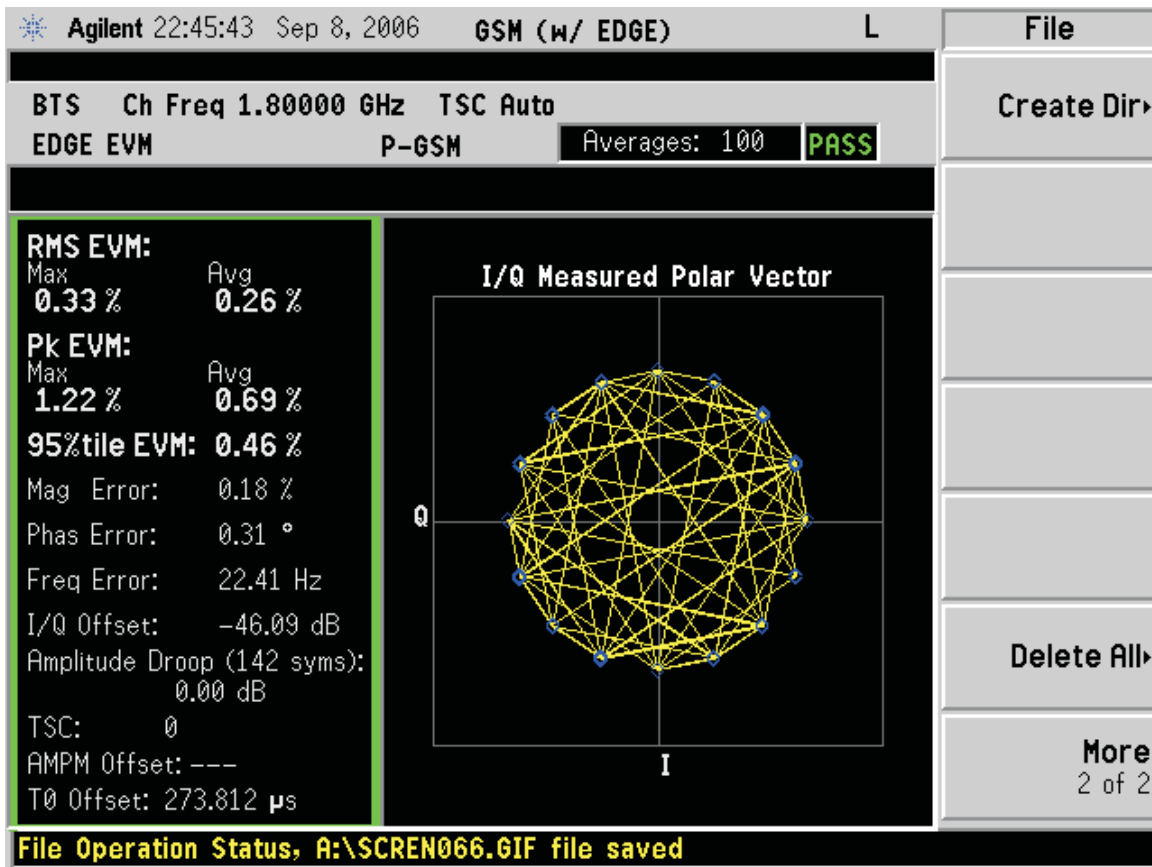 Agilent 22:45:43 Sep 8, 2006 GSM (w/ EDGE) L
BTS Ch Freq 1.80000 GHz TSC Auto
EDGE EVM P-GSM Averages: 100 PASS
RMS EVM:
Max Avg
0.33 % 0.26 %
Pk EVM:
Max Avg
1.22 % 0.69 %
95%tile EVM: 0.46 %
Mag Error: 0.18 %
Phas Error: 0.31 °
Freq Error: 22.41 Hz
I/Q Offset: -46.09 dB
Amplitude Droop (142 syms):
0.00 dB
TSC: 0
AMPM Offset: ---
T0 Offset: 273.812 µs
I/Q Measured Polar Vector
Q
I
File
Create Dir
Delete All
More
2 of 2
File Operation Status, A:\SCREN066.GIF file saved